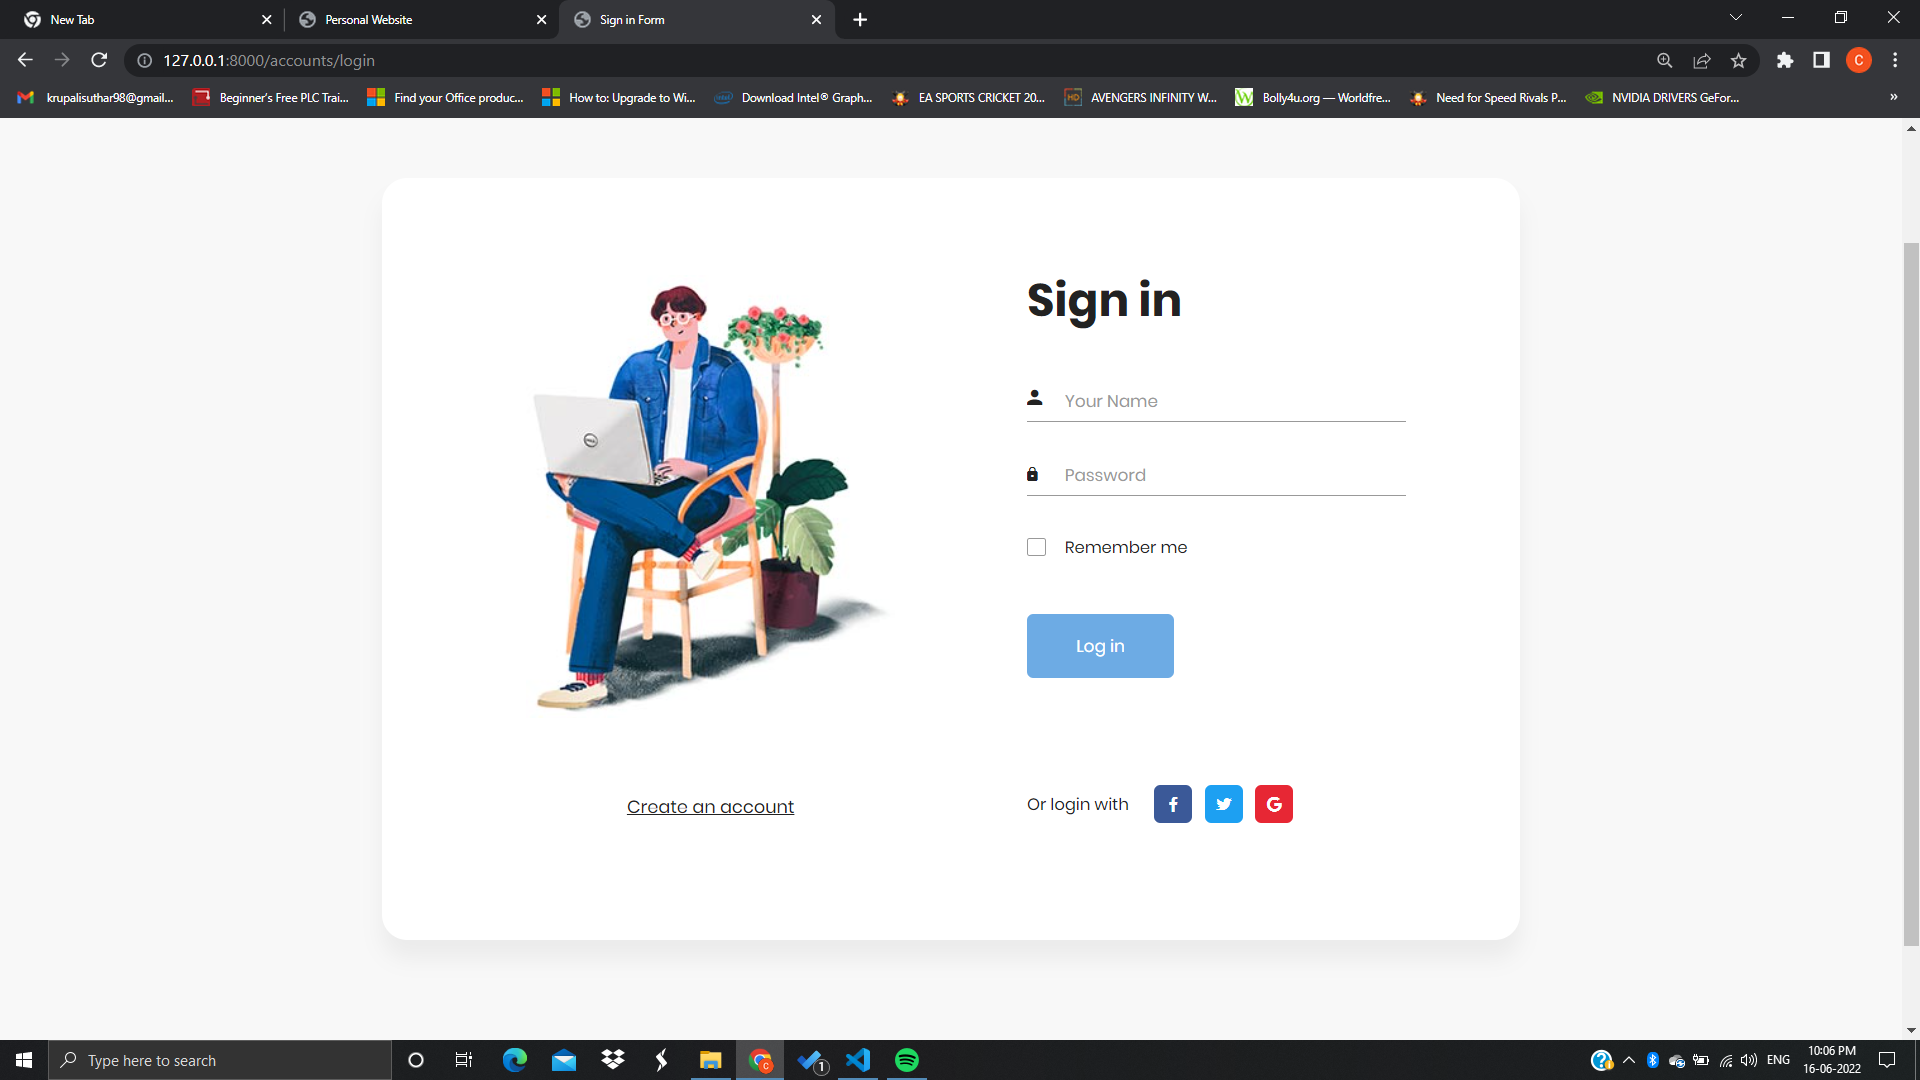 New Tab
Personal Website
Sign in Form
127.0.0.1:8000/accounts/login
C
krupalisuthar98@gmail...
Beginner's Free PLC Trai...
Find your Office produc...
How to: Upgrade to Wi...
Download Intel® Graph...
EA SPORTS CRICKET 20...
HD
AVENGERS INFINITY W...
W
Bolly4u.org — Worldfre...
Need for Speed Rivals P...
NVIDIA DRIVERS GeFor...
»
Sign in
Your Name
Password
Remember me
Log in
DELL
Create an account
Or login with
Type here to search
1
ENG
10:06 PM
16-06-2022